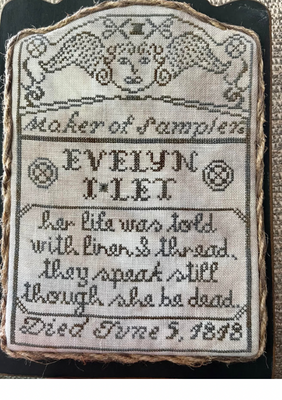 Maker of Samplers
EVELYN
I * LET
her life was told
with linen & thread,
they speak still
though she be dead.
Died June 5, 1818